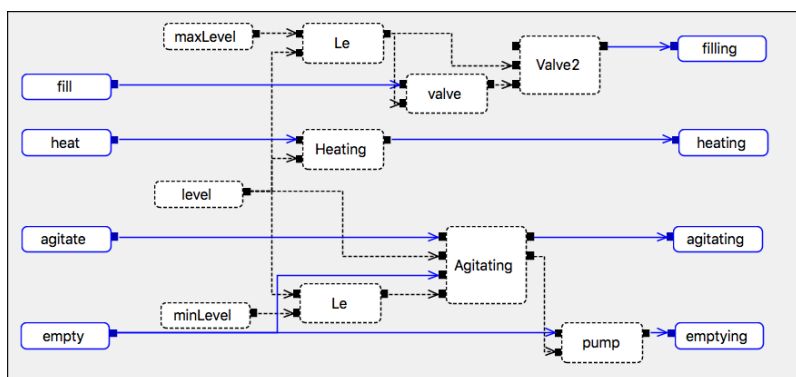 maxLevel
Le
Valve2
filling
fill
valve
heat
Heating
heating
level
agitate
Agitating
agitating
minLevel
Le
empty
pump
emptying